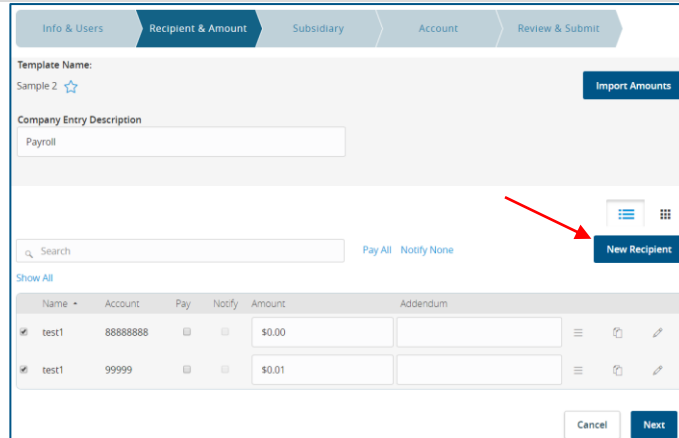 Info & Users Recipient & Amount Subsidiary Account Review & Submit
Template Name:
Sample 2
Import Amounts
Company Entry Description
Payroll
Search
Pay All Notify None
New Recipient
Show All
Name Account Pay Notify Amount Addendum
test1 88888888 $0.00
test1 99999 $0.01
Cancel Next